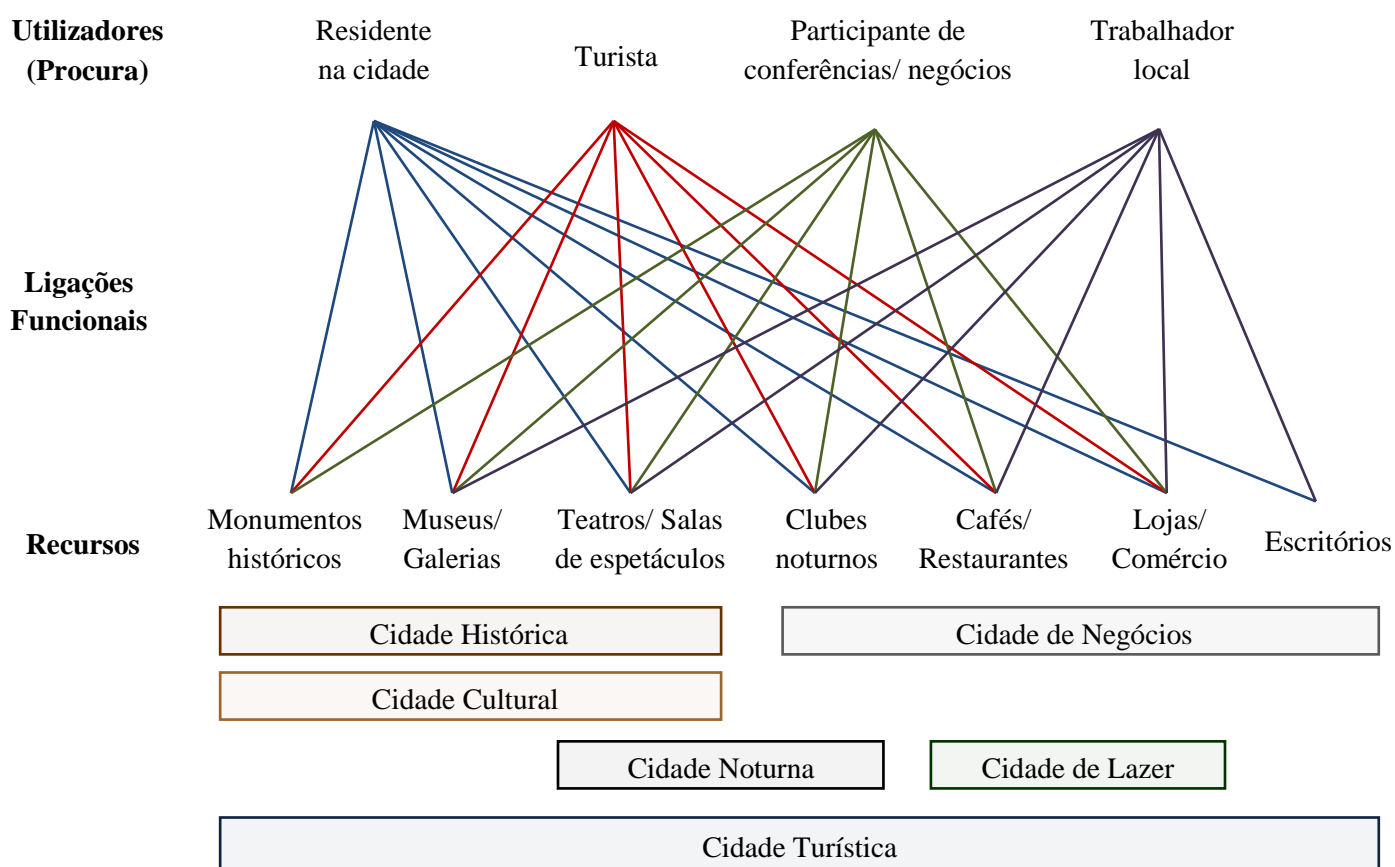 Utilizadores
(Procura)
Residente
na cidade
Turista
Participante de
conferências/ negócios
Trabalhador
local
Ligações
Funcionais
Recursos
Monumentos
históricos
Museus/
Galerias
Teatros/ Salas
de espetáculos
Clubes
noturnos
Cafés/
Restaurantes
Lojas/
Comércio
Escritórios
Cidade Histórica
Cidade de Negócios
Cidade Cultural
Cidade Noturna
Cidade de Lazer
Cidade Turística